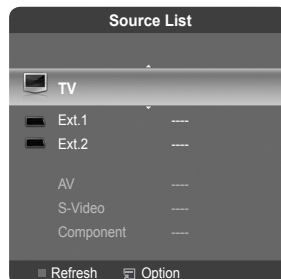 Source List
TV
Ext.1 ----
Ext.2 ----
AV ----
S-Video ----
Component ----
Refresh Option